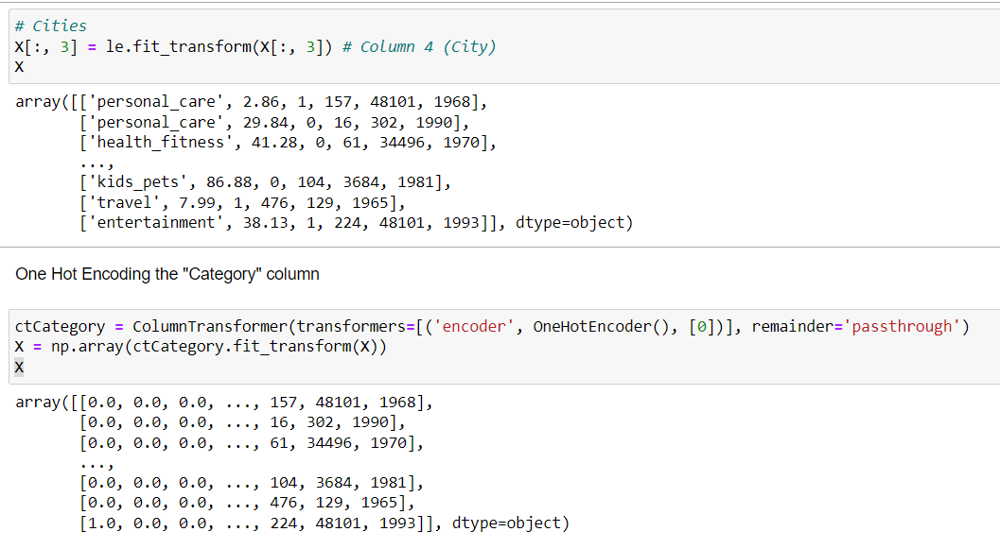 # Cities
X[:, 3] = le.fit_transform(X[:, 3]) # Column 4 (City)
X
array([['personal_care', 2.86, 1, 157, 48101, 1968],
['personal_care', 29.84, 0, 16, 302, 1990],
['health_fitness', 41.28, 0, 61, 34496, 1970],
...,
['kids_pets', 86.88, 0, 104, 3684, 1981],
['travel', 7.99, 1, 476, 129, 1965],
['entertainment', 38.13, 1, 224, 48101, 1993]], dtype=object)
One Hot Encoding the "Category" column
ctCategory = ColumnTransformer(transformers=[('encoder', OneHotEncoder(), [0])], remainder='passthrough')
X = np.array(ctCategory.fit_transform(X))
X
array([[0.0, 0.0, 0.0, ..., 157, 48101, 1968],
[0.0, 0.0, 0.0, ..., 16, 302, 1990],
[0.0, 0.0, 0.0, ..., 61, 34496, 1970],
...,
[0.0, 0.0, 0.0, ..., 104, 3684, 1981],
[0.0, 0.0, 0.0, ..., 476, 129, 1965],
[1.0, 0.0, 0.0, ..., 224, 48101, 1993]], dtype=object)